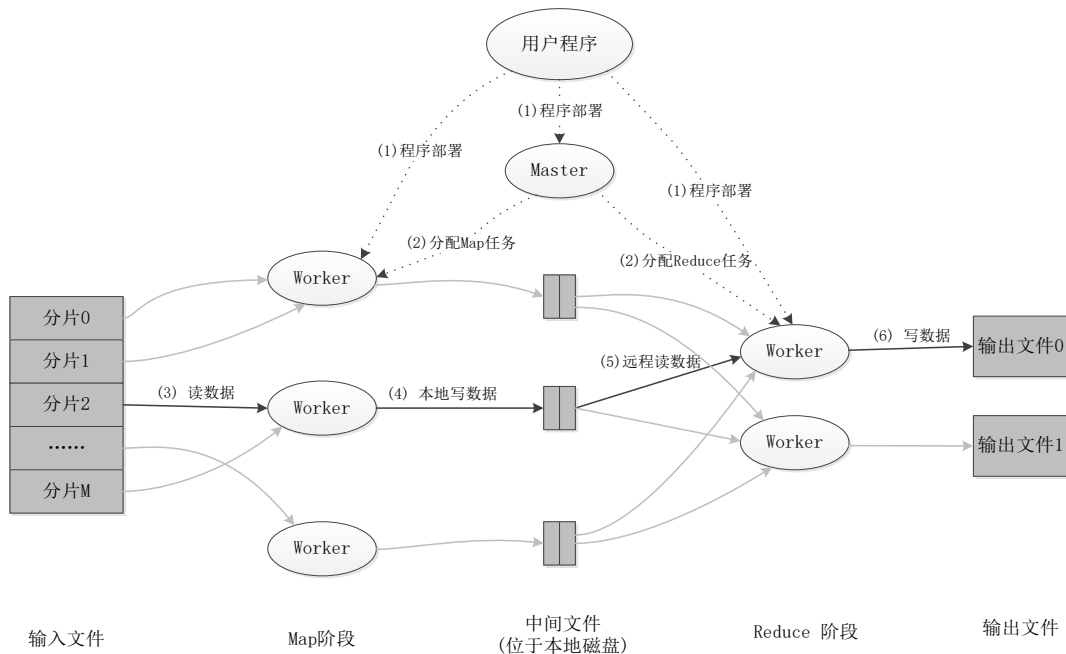 用户程序
(1)程序部署
(1)程序部署
Master
(1)程序部署
(2)分配Map任务
(2)分配Reduce任务
Worker
分片0
分片1
分片2
……
分片M
(3) 读数据
Worker
(4) 本地写数据
(5)远程读数据
Worker
(6) 写数据
输出文件0
Worker
输出文件1
Worker
输入文件
Map阶段
中间文件
(位于本地磁盘)
Reduce 阶段
输出文件